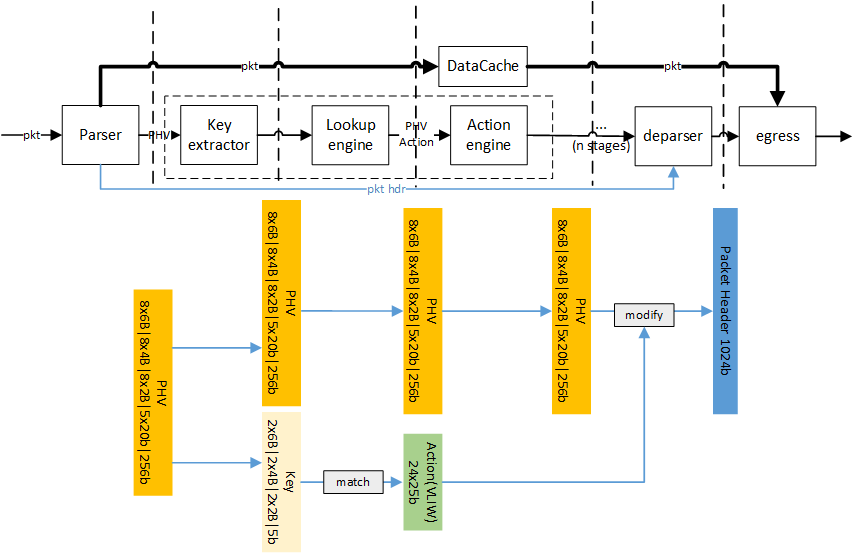 pkt
DataCache
pkt
pkt
Parser
PHV
Key
extractor
Lookup
engine
PHV
Action
Action
engine
...
(n stages)
deparser
egress
pkt hdr
PHV
8x6B|8x4B|8x2B|5x20b|256b
PHV
8x6B|8x4B|8x2B|5x20b|256b
PHV
8x6B|8x4B|8x2B|5x20b|256b
PHV
8x6B|8x4B|8x2B|5x20b|256b
modify
Packet Header 1024b
Key
2x6B|2x4B|2x2B|5b
match
Action(VLIW)
24x25b